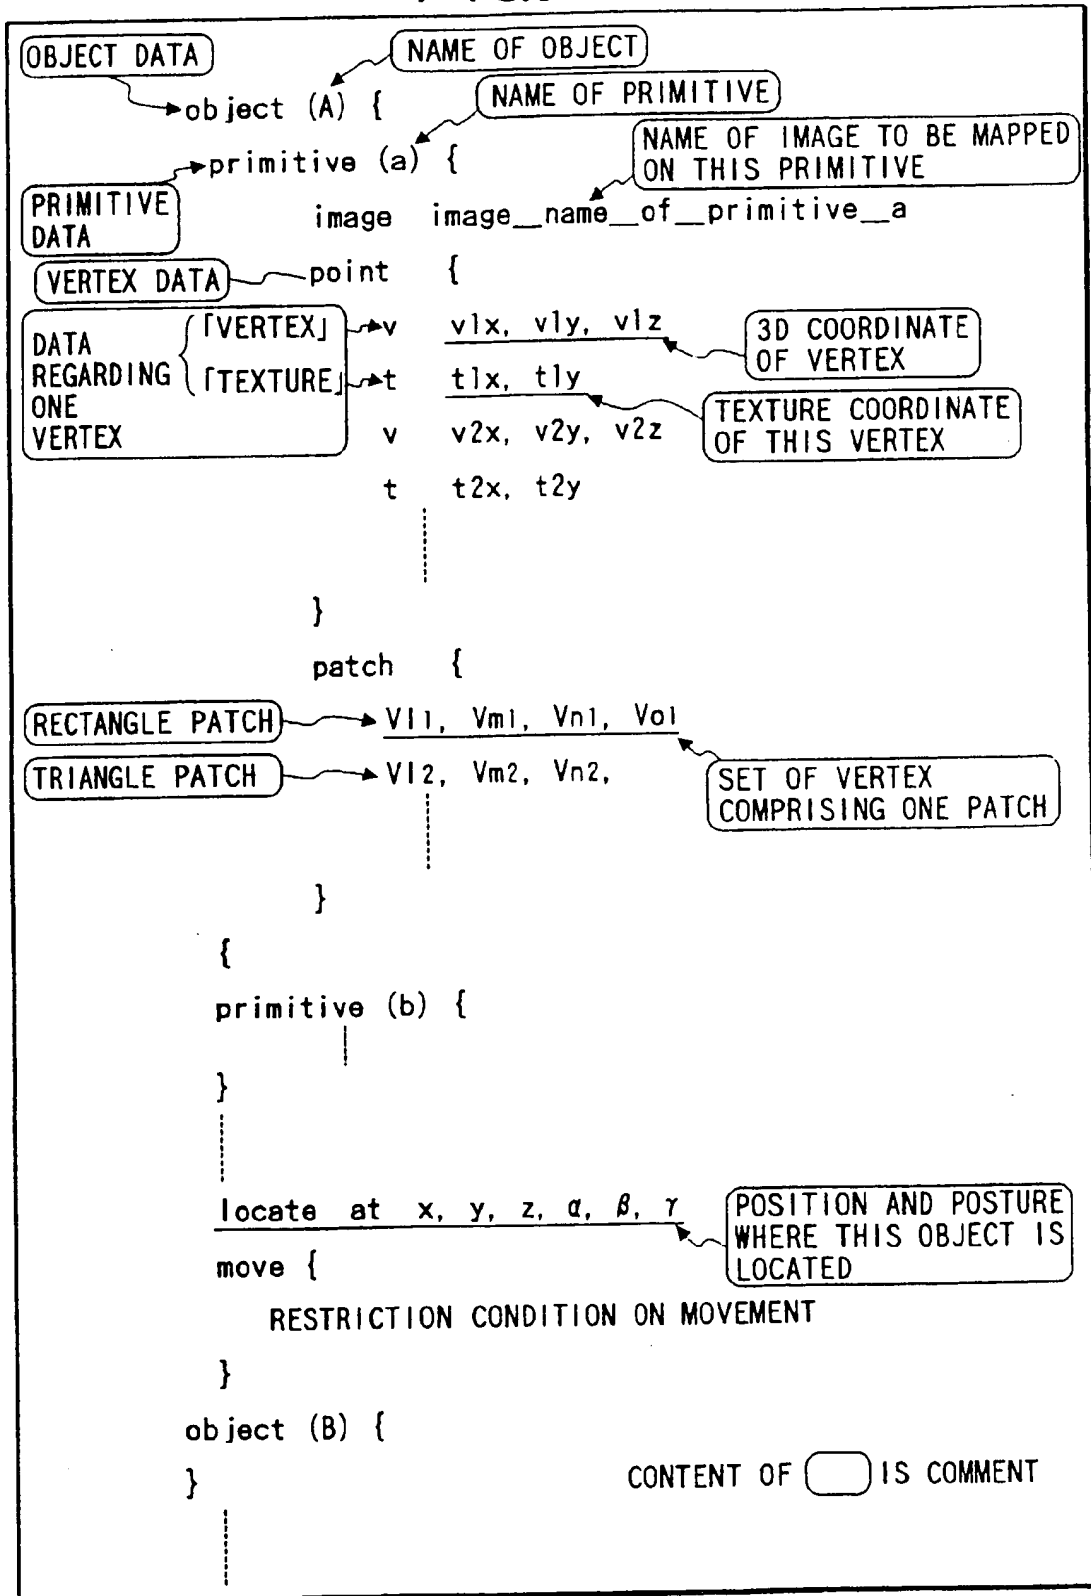 OBJECT DATA
NAME OF OBJECT
object (A) {
NAME OF PRIMITIVE
primitive (a) {
NAME OF IMAGE TO BE MAPPED
ON THIS PRIMITIVE
PRIMITIVE
DATA
image image__name__of__primitive__a
VERTEX DATA
point {
DATA
REGARDING
ONE
VERTEX
「VERTEX」
v v1x, v1y, v1z
3D COORDINATE
OF VERTEX
「TEXTURE」
t t1x, t1y
TEXTURE COORDINATE
OF THIS VERTEX
v v2x, v2y, v2z
t t2x, t2y
}
patch {
RECTANGLE PATCH
Vl1, Vm1, Vn1, Vo1
TRIANGLE PATCH
Vl2, Vm2, Vn2,
SET OF VERTEX
COMPRISING ONE PATCH
}
{
primitive (b) {
}
locate at x, y, z, α, β, γ
POSITION AND POSTURE
WHERE THIS OBJECT IS
LOCATED
move {
RESTRICTION CONDITION ON MOVEMENT
}
object (B) {
}
CONTENT OF IS COMMENT